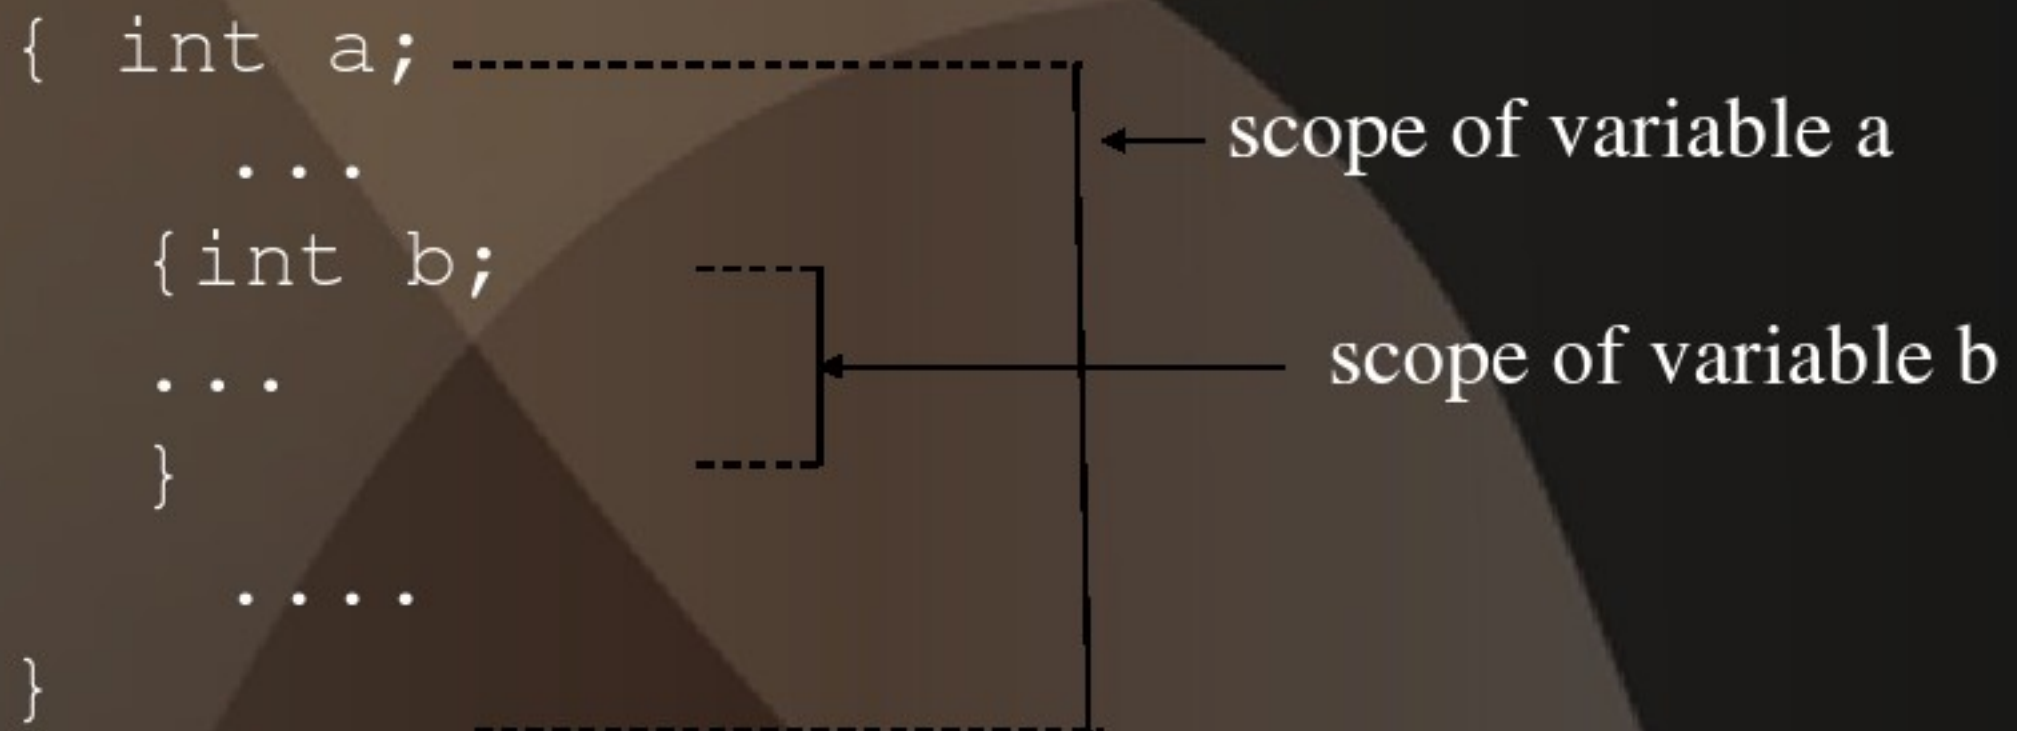 { int a;
scope of variable a
...
{int b;
scope of variable b
...
}
....
}